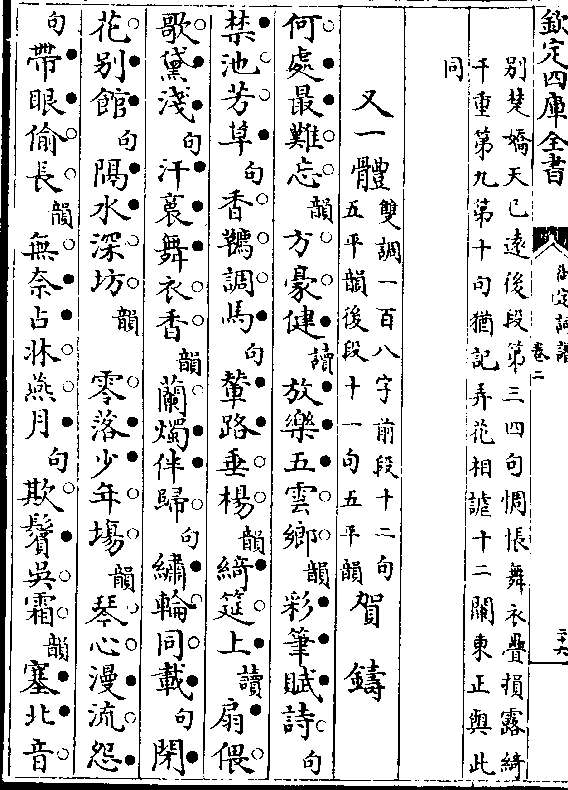 欽定四庫全書
御定詞譜
卷二
三十六
別楚嬌天已遠後段第三四句惆悵舞衣疊損露綺
千重第九第十句猶記弄花相謔十二闌東正與此
同
又一體雙調一百八字前段十二句五平韻後段十一句五平韻賀鑄
何處最難忘韻方豪健讀放樂五雲鄉韻彩筆賦詩句
禁池芳草句香韉調馬句輦路垂楊韻綺筵上讀扇偎
歌黛淺句汗裛舞衣香韻蘭燭伴歸句繡輪同載句閉
花別館句隔水深坊韻零落少年塲韻琴心漫流怨
句帶眼偷長韻無奈占牀燕月句欺鬢吳霜韻塞北音